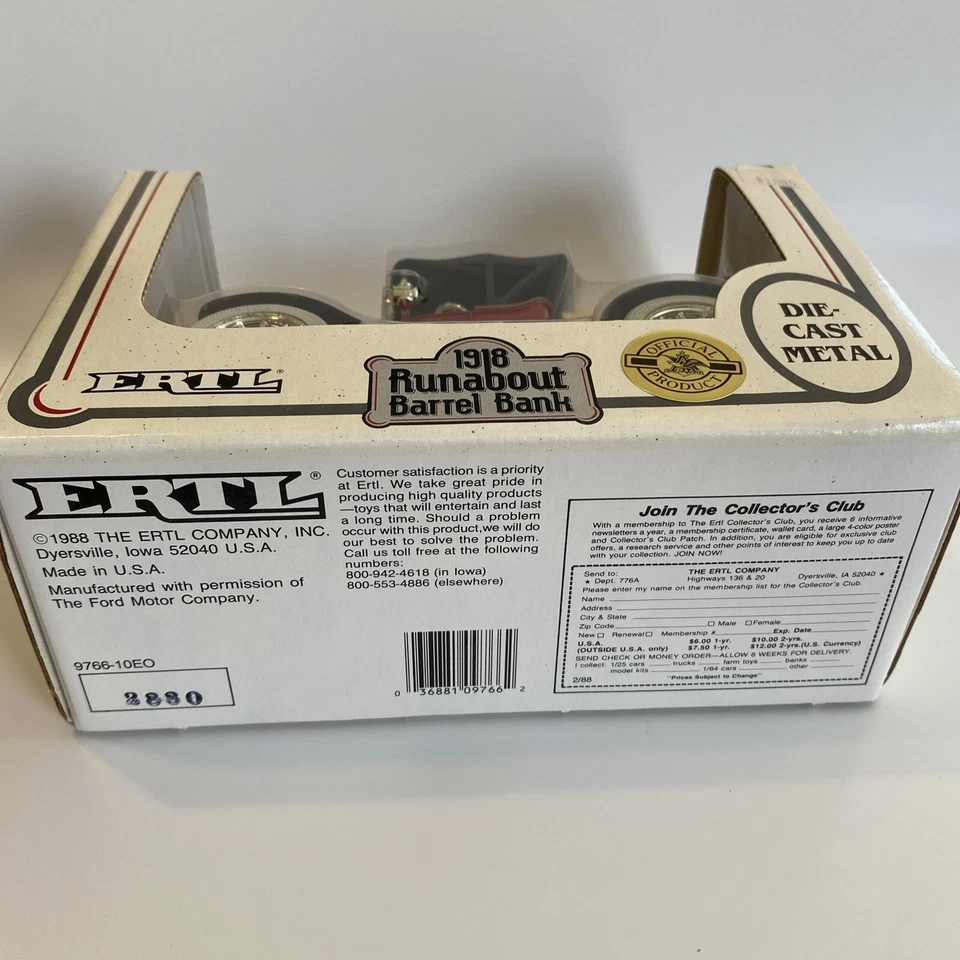 ERTL®
1918
Runabout
Barrel Bank
OFFICIAL
PRODUCT
DIE-
CAST
METAL
ERTL®
©1988 THE ERTL COMPANY, INC.
Dyersville, Iowa 52040 U.S.A.
Made in U.S.A.
Manufactured with permission of
The Ford Motor Company.
9766-10EO
2880
Customer satisfaction is a priority
at Ertl. We take great pride in
producing high quality products
—toys that will entertain and last
a long time. Should a problem
occur with this product,we will do
our best to solve the problem.
Call us toll free at the following
numbers:
800-942-4618 (in Iowa)
800-553-4886 (elsewhere)
0 36881 09766 2
Join The Collector's Club
With a membership to The Ertl Collector's Club, you receive 6 informative
newsletters a year, a membership certificate, wallet card, a large 4-color poster
and Collector's Club Patch. In addition, you are eligible for exclusive club
offers, a research service and other points of interest to keep you up to date
with your collection. JOIN NOW!
Send to: THE ERTL COMPANY
★ Dept. 776A Highways 136 & 20 Dyersville, IA 52040 ★
Please enter my name on the membership list for the Collector's Club.
Name
Address
City & State
Zip Code □ Male □ Female
New □ Renewal □ Membership # Exp. Date
U.S.A. $6.00 1-yr. $10.00 2-yrs.
(OUTSIDE U.S.A. only) $7.50 1-yr. $12.00 2-yrs.(U.S. Currency)
SEND CHECK OR MONEY ORDER—ALLOW 6 WEEKS FOR DELIVERY.
I collect: 1/25 cars trucks farm toys banks
model kits 1/64 cars other
2/88 "Prices Subject to Change"